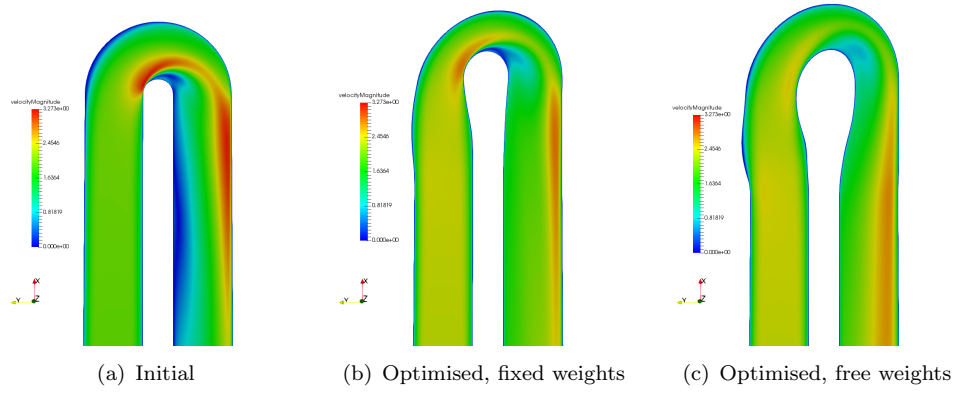 velocityMagnitude
3.273e+00
2.4546
1.6364
0.81819
0.000e+00
X
Y
Z
(a) Initial
velocityMagnitude
3.273e+00
2.4546
1.6364
0.81819
0.000e+00
X
Y
Z
(b) Optimised, fixed weights
velocityMagnitude
3.273e+00
2.4546
1.6364
0.81819
0.000e+00
X
Y
Z
(c) Optimised, free weights